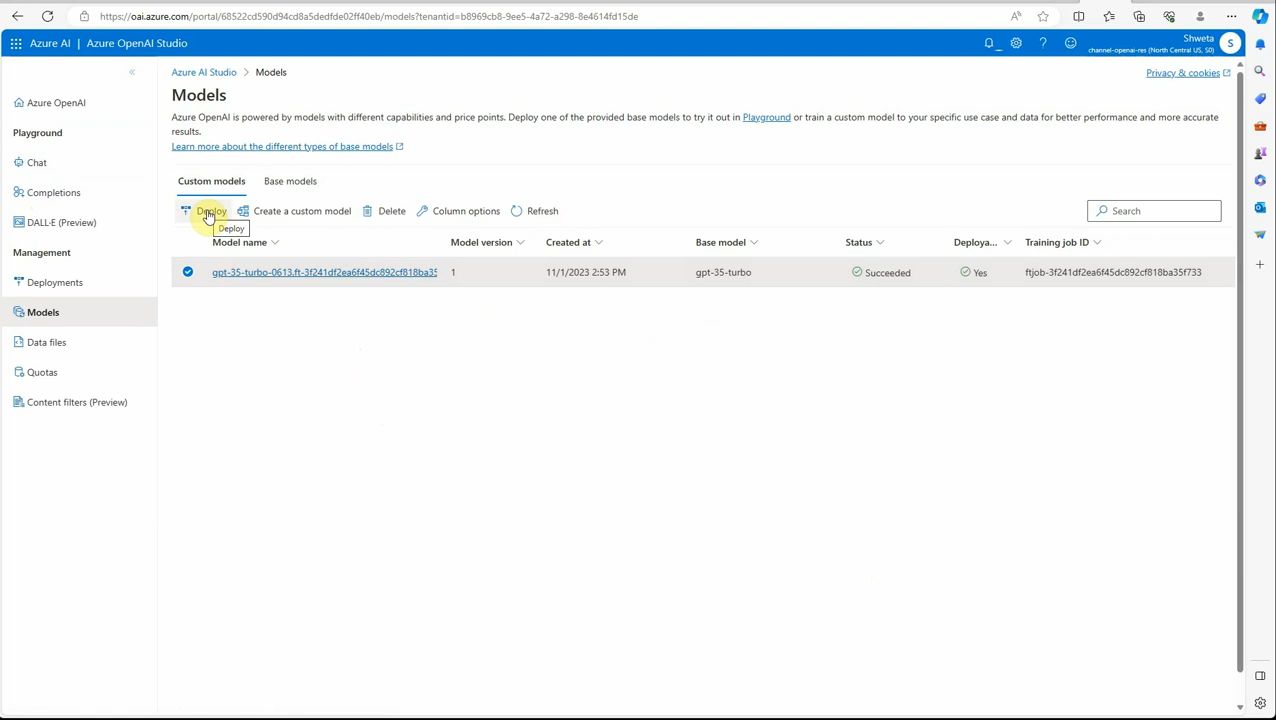 https://oai.azure.com/portal/68522cd590d94cd8a5dedfde02ff40eb/models?tenantid=b8969cb8-9ee5-4a72-a298-8e4614fd15de
Azure AI | Azure OpenAI Studio
Shweta
channel-openai-res (North Central US, S0)
S
Azure AI Studio > Models
Privacy & cookies
Azure OpenAI
Playground
Chat
Completions
DALL·E (Preview)
Management
Deployments
Models
Data files
Quotas
Content filters (Preview)
Models
Azure OpenAI is powered by models with different capabilities and price points. Deploy one of the provided base models to try it out in Playground or train a custom model to your specific use case and data for better performance and more accurate
results.
Learn more about the different types of base models
Custom models Base models
Deploy Create a custom model Delete Column options Refresh Search
Deploy
Model name Model version Created at Base model Status Deploya... Training job ID
gpt-35-turbo-0613.ft-3f241df2ea6f45dc892cf818ba35 1 11/1/2023 2:53 PM gpt-35-turbo Succeeded Yes ftjob-3f241df2ea6f45dc892cf818ba35f733